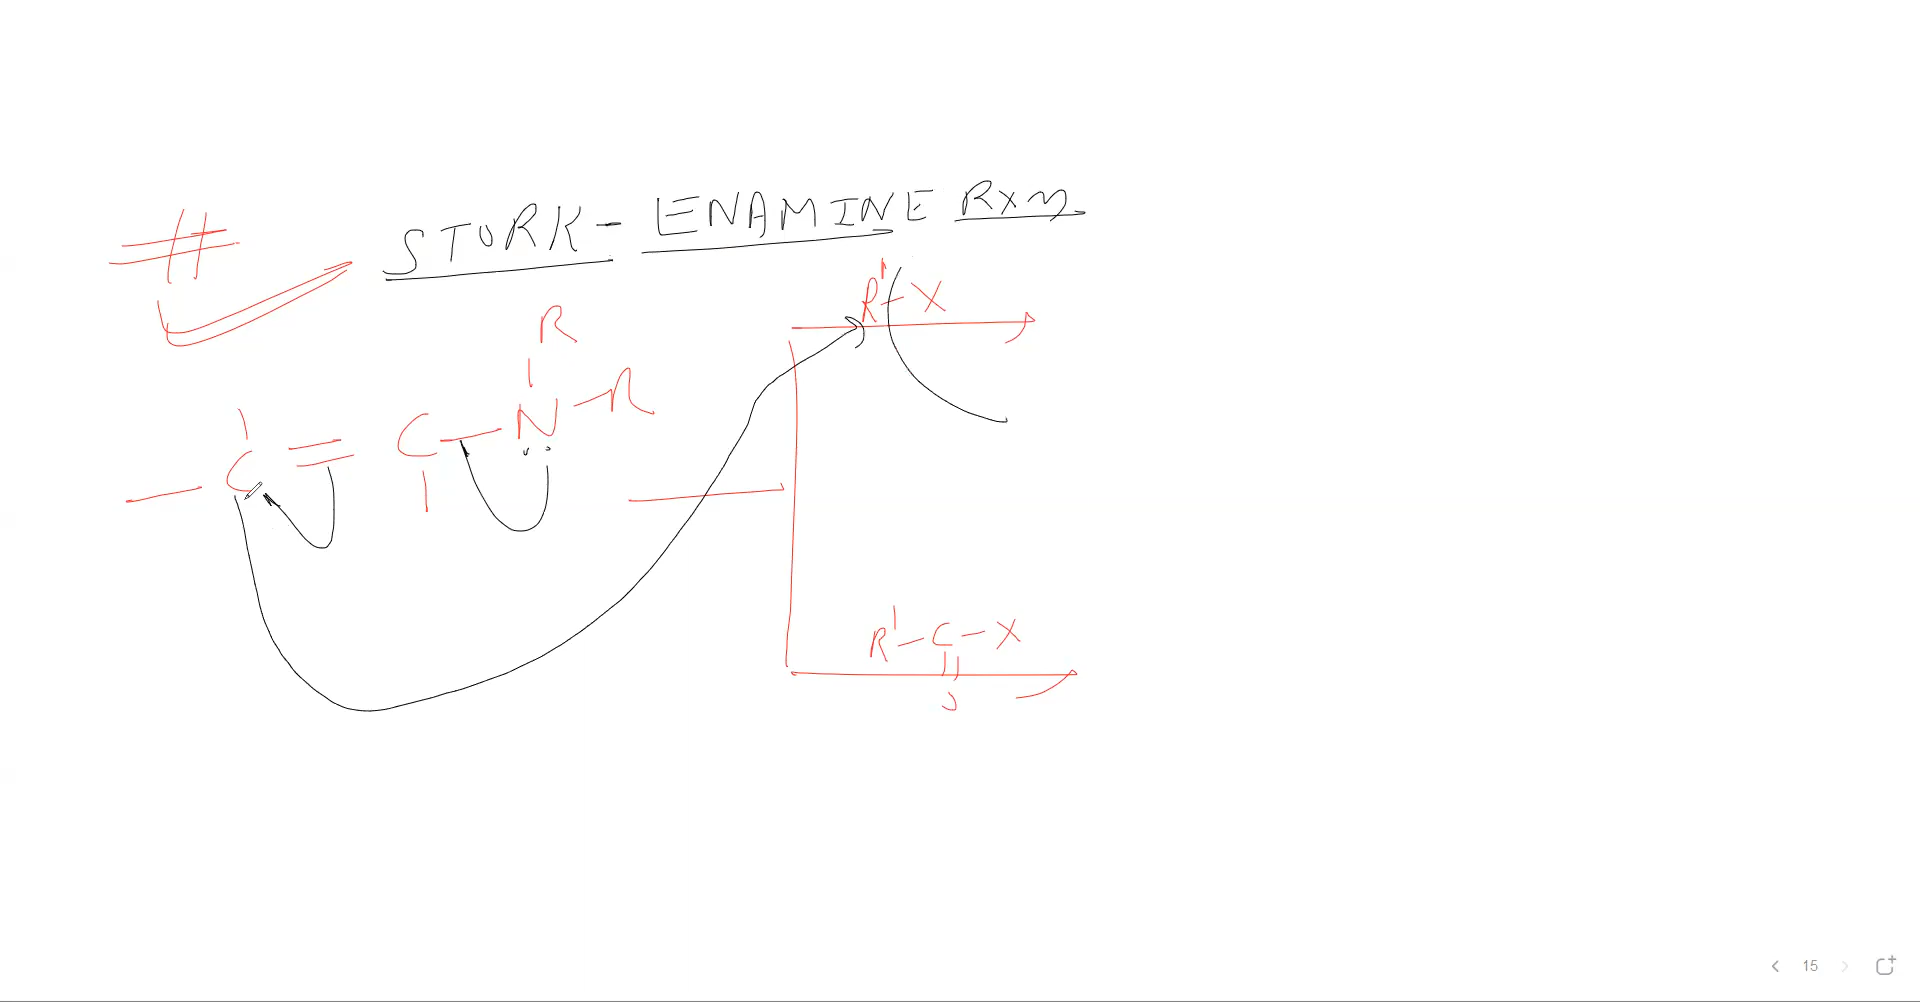 # STORK-ENAMINE Rxn
R'-X
R
C = C - N - R
R'-C-X
O
15